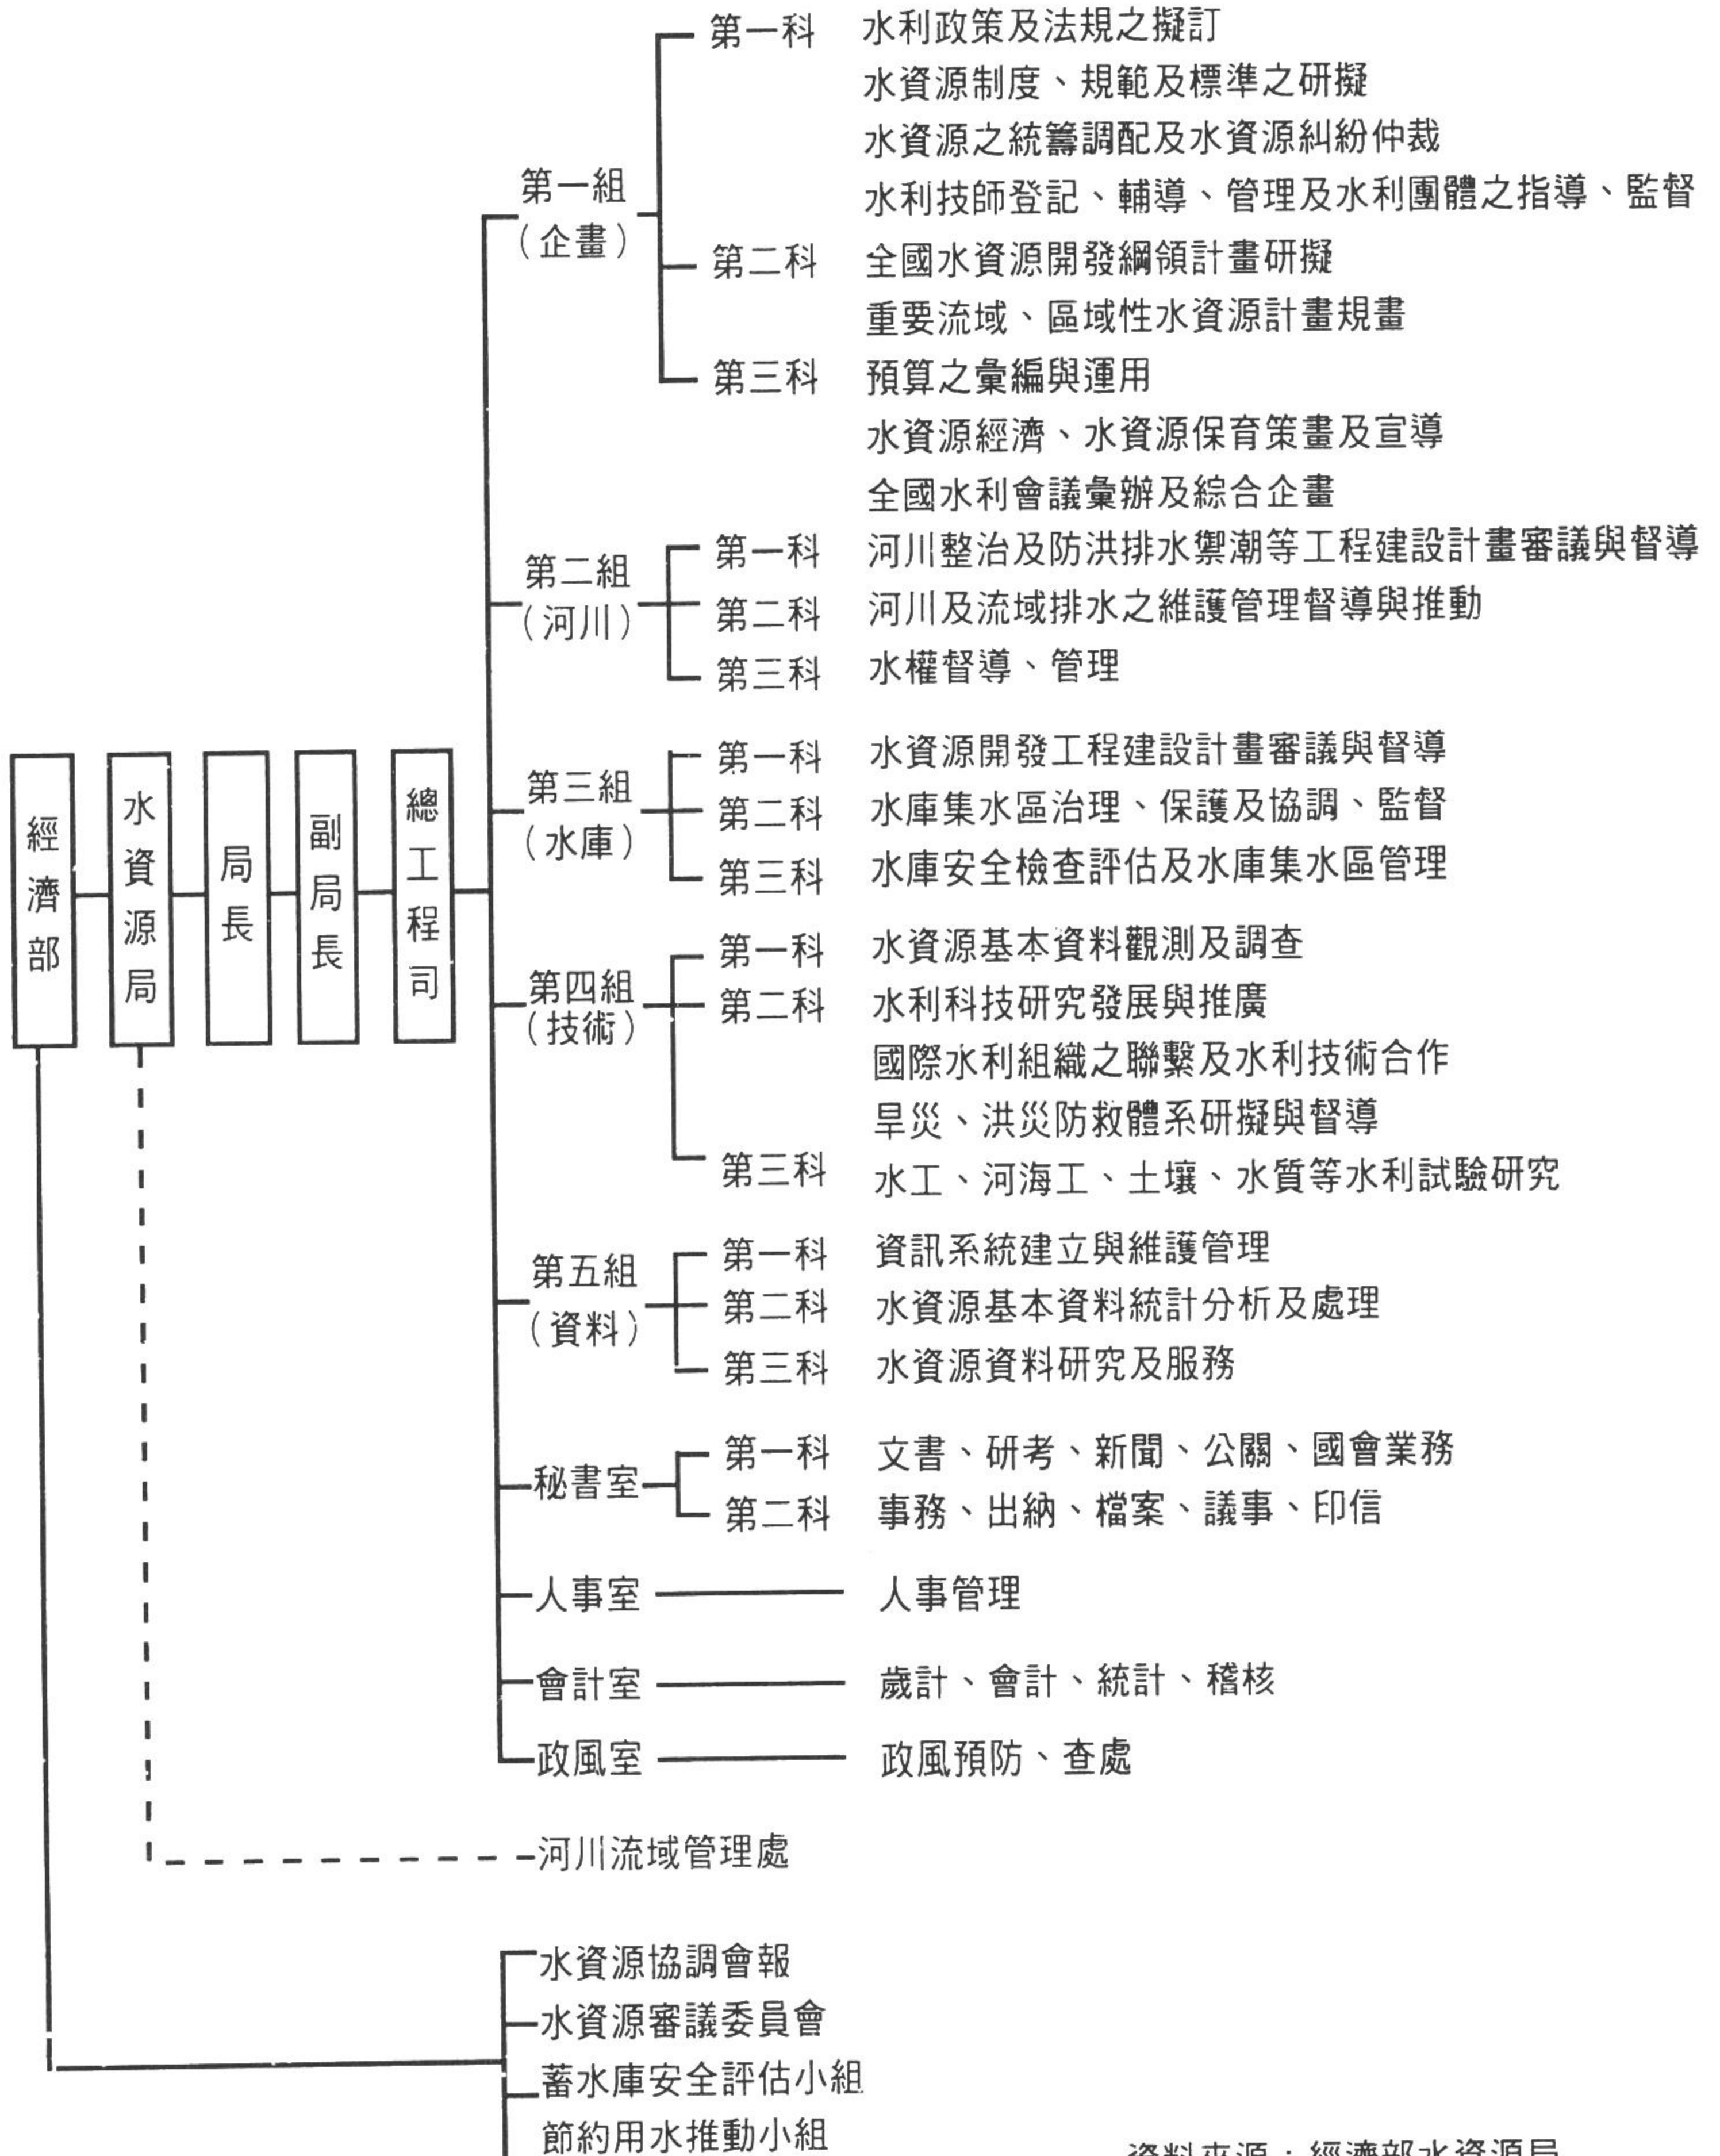 經濟部
水資源局
局長
副局長
總工程司
第一組
（企畫）
第一科 水利政策及法規之擬訂
水資源制度、規範及標準之研擬
水資源之統籌調配及水資源糾紛仲裁
水利技師登記、輔導、管理及水利團體之指導、監督
第二科 全國水資源開發綱領計畫研擬
重要流域、區域性水資源計畫規畫
第三科 預算之彙編與運用
水資源經濟、水資源保育策畫及宣導
全國水利會議彙辦及綜合企畫
第二組
（河川）
第一科 河川整治及防洪排水禦潮等工程建設計畫審議與督導
第二科 河川及流域排水之維護管理督導與推動
第三科 水權督導、管理
第三組
（水庫）
第一科 水資源開發工程建設計畫審議與督導
第二科 水庫集水區治理、保護及協調、監督
第三科 水庫安全檢查評估及水庫集水區管理
第四組
（技術）
第一科 水資源基本資料觀測及調查
第二科 水利科技研究發展與推廣
國際水利組織之聯繫及水利技術合作
旱災、洪災防救體系研擬與督導
第三科 水工、河海工、土壤、水質等水利試驗研究
第五組
（資料）
第一科 資訊系統建立與維護管理
第二科 水資源基本資料統計分析及處理
第三科 水資源資料研究及服務
秘書室
第一科 文書、研考、新聞、公關、國會業務
第二科 事務、出納、檔案、議事、印信
人事室 人事管理
會計室 歲計、會計、統計、稽核
政風室 政風預防、查處
河川流域管理處
水資源協調會報
水資源審議委員會
蓄水庫安全評估小組
節約用水推動小組
資料來源：經濟部水資源局